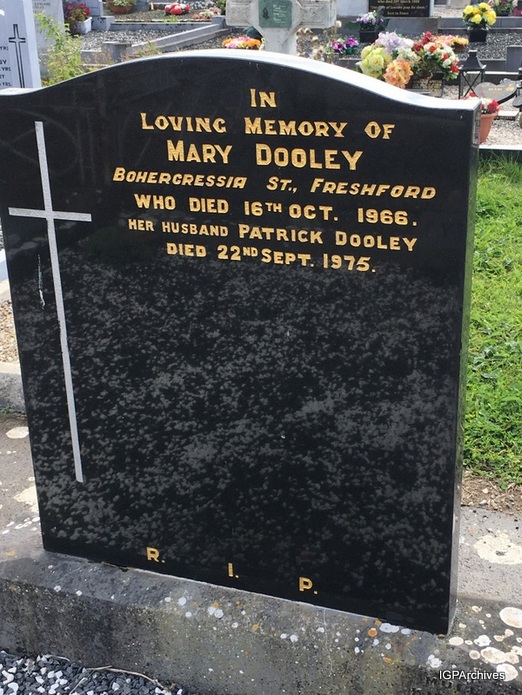 IN
LOVING MEMORY OF
MARY DOOLEY
BOHERCRESSIA ST., FRESHFORD
WHO DIED 16TH OCT. 1966.
HER HUSBAND PATRICK DOOLEY
DIED 22ND SEPT. 1975.
R. I. P.
IGPArchives